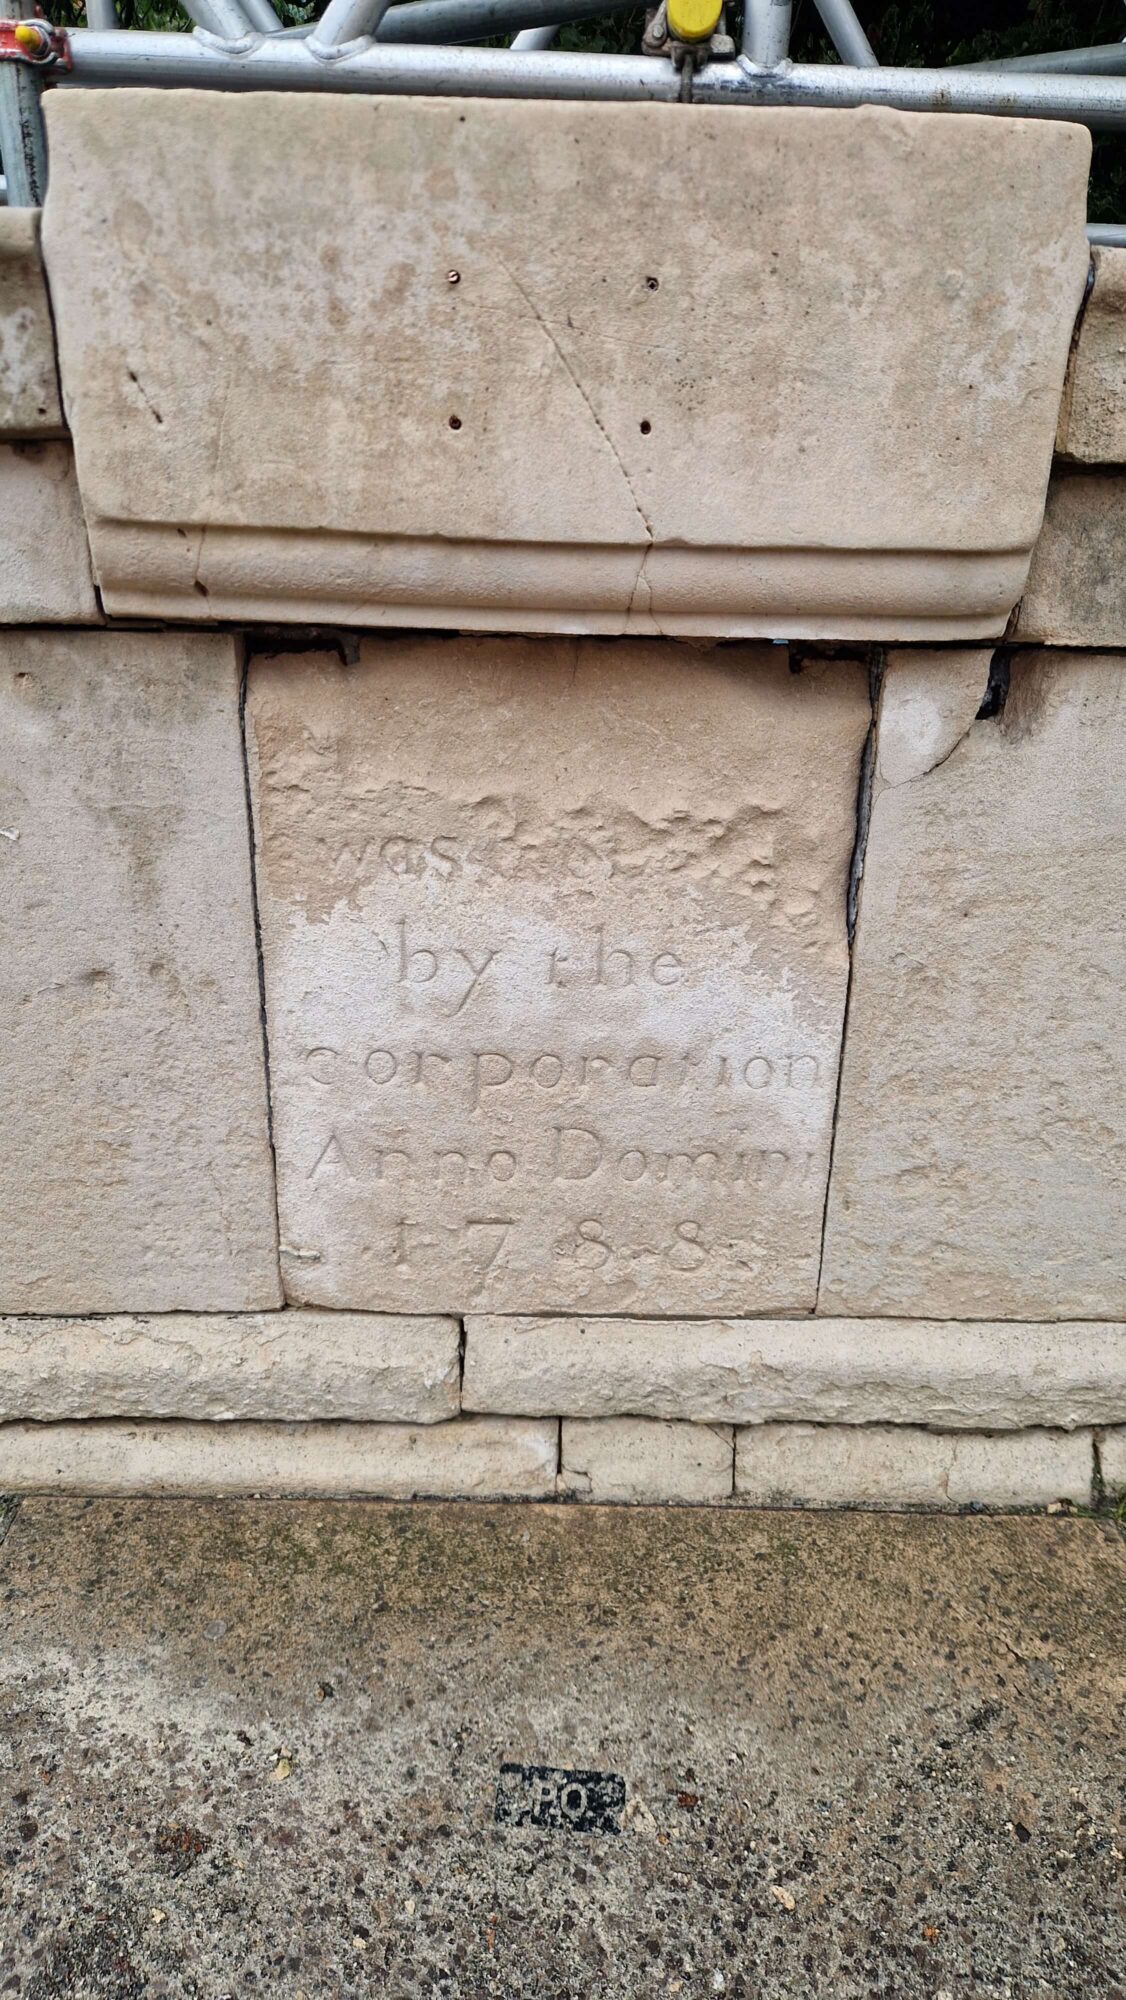 was
by the
corporation
Anno Domini
1788
PO